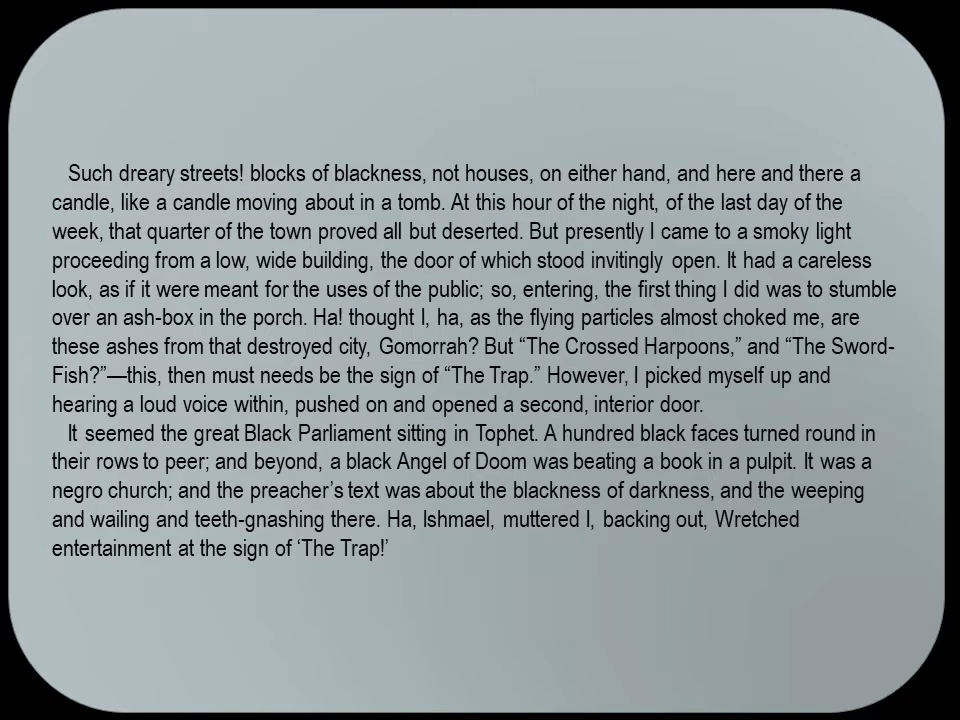 Such dreary streets! blocks of blackness, not houses, on either hand, and here and there a
candle, like a candle moving about in a tomb. At this hour of the night, of the last day of the
week, that quarter of the town proved all but deserted. But presently I came to a smoky light
proceeding from a low, wide building, the door of which stood invitingly open. It had a careless
look, as if it were meant for the uses of the public; so, entering, the first thing I did was to stumble
over an ash-box in the porch. Ha! thought I, ha, as the flying particles almost choked me, are
these ashes from that destroyed city, Gomorrah? But “The Crossed Harpoons,” and “The Sword-
Fish?”—this, then must needs be the sign of “The Trap.” However, I picked myself up and
hearing a loud voice within, pushed on and opened a second, interior door.
It seemed the great Black Parliament sitting in Tophet. A hundred black faces turned round in
their rows to peer; and beyond, a black Angel of Doom was beating a book in a pulpit. It was a
negro church; and the preacher’s text was about the blackness of darkness, and the weeping
and wailing and teeth-gnashing there. Ha, Ishmael, muttered I, backing out, Wretched
entertainment at the sign of ‘The Trap!’